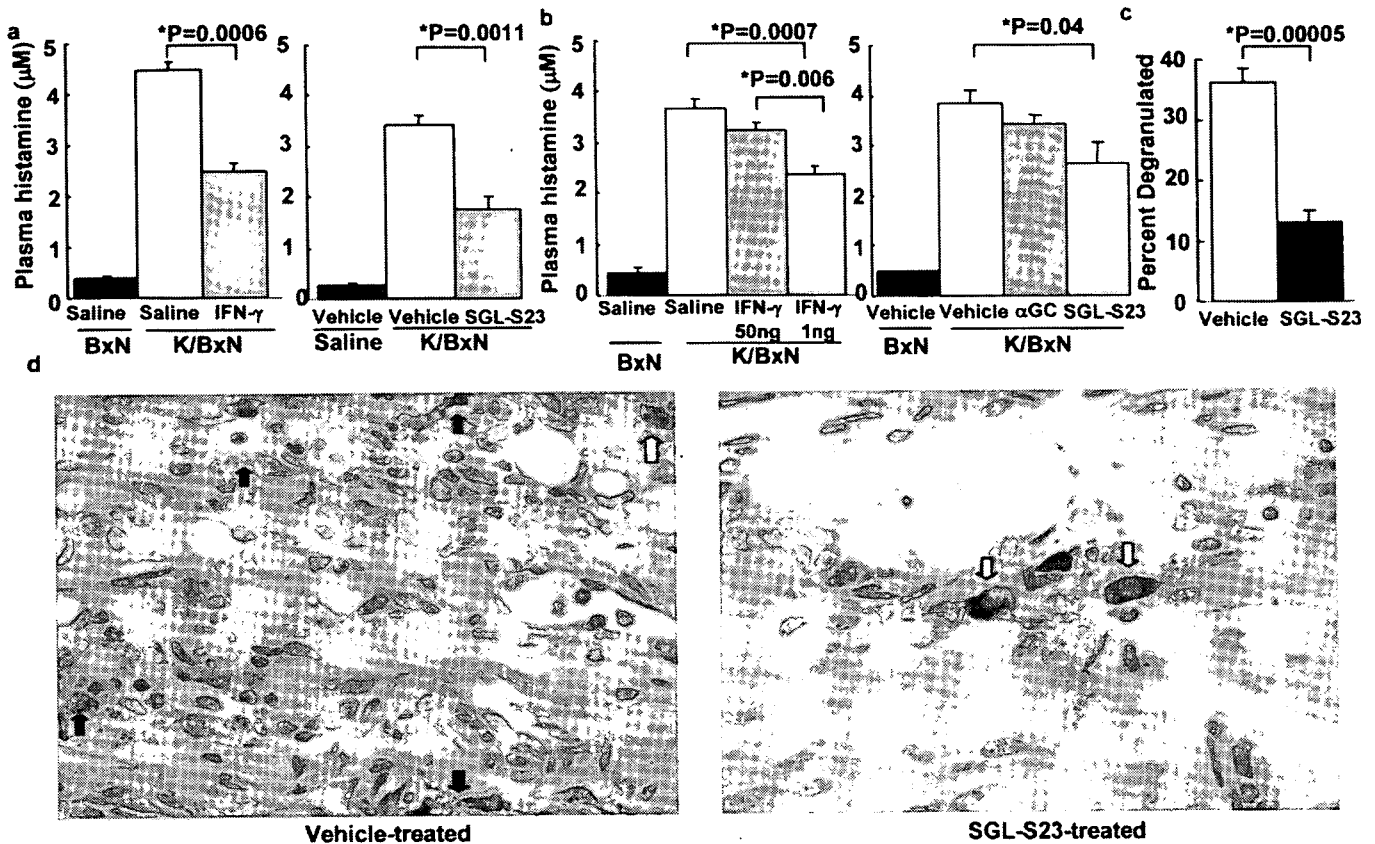 a
*P=0.0006
Plasma histamine (μM)
5
4
3
2
1
0
Saline
Saline IFN-γ
BxN
K/BxN
*P=0.0011
5
4
3
2
1
0
Vehicle
Vehicle SGL-S23
Saline
K/BxN
b
*P=0.0007
*P=0.006
Plasma histamine (μM)
5
4
3
2
1
0
Saline
Saline IFN-γ IFN-γ
50ng 1ng
BxN
K/BxN
*P=0.04
5
4
3
2
1
0
Vehicle
Vehicle αGC SGL-S23
BxN
K/BxN
c
*P=0.00005
Percent Degranulated
40
30
20
10
0
Vehicle SGL-S23
d
Vehicle-treated
SGL-S23-treated